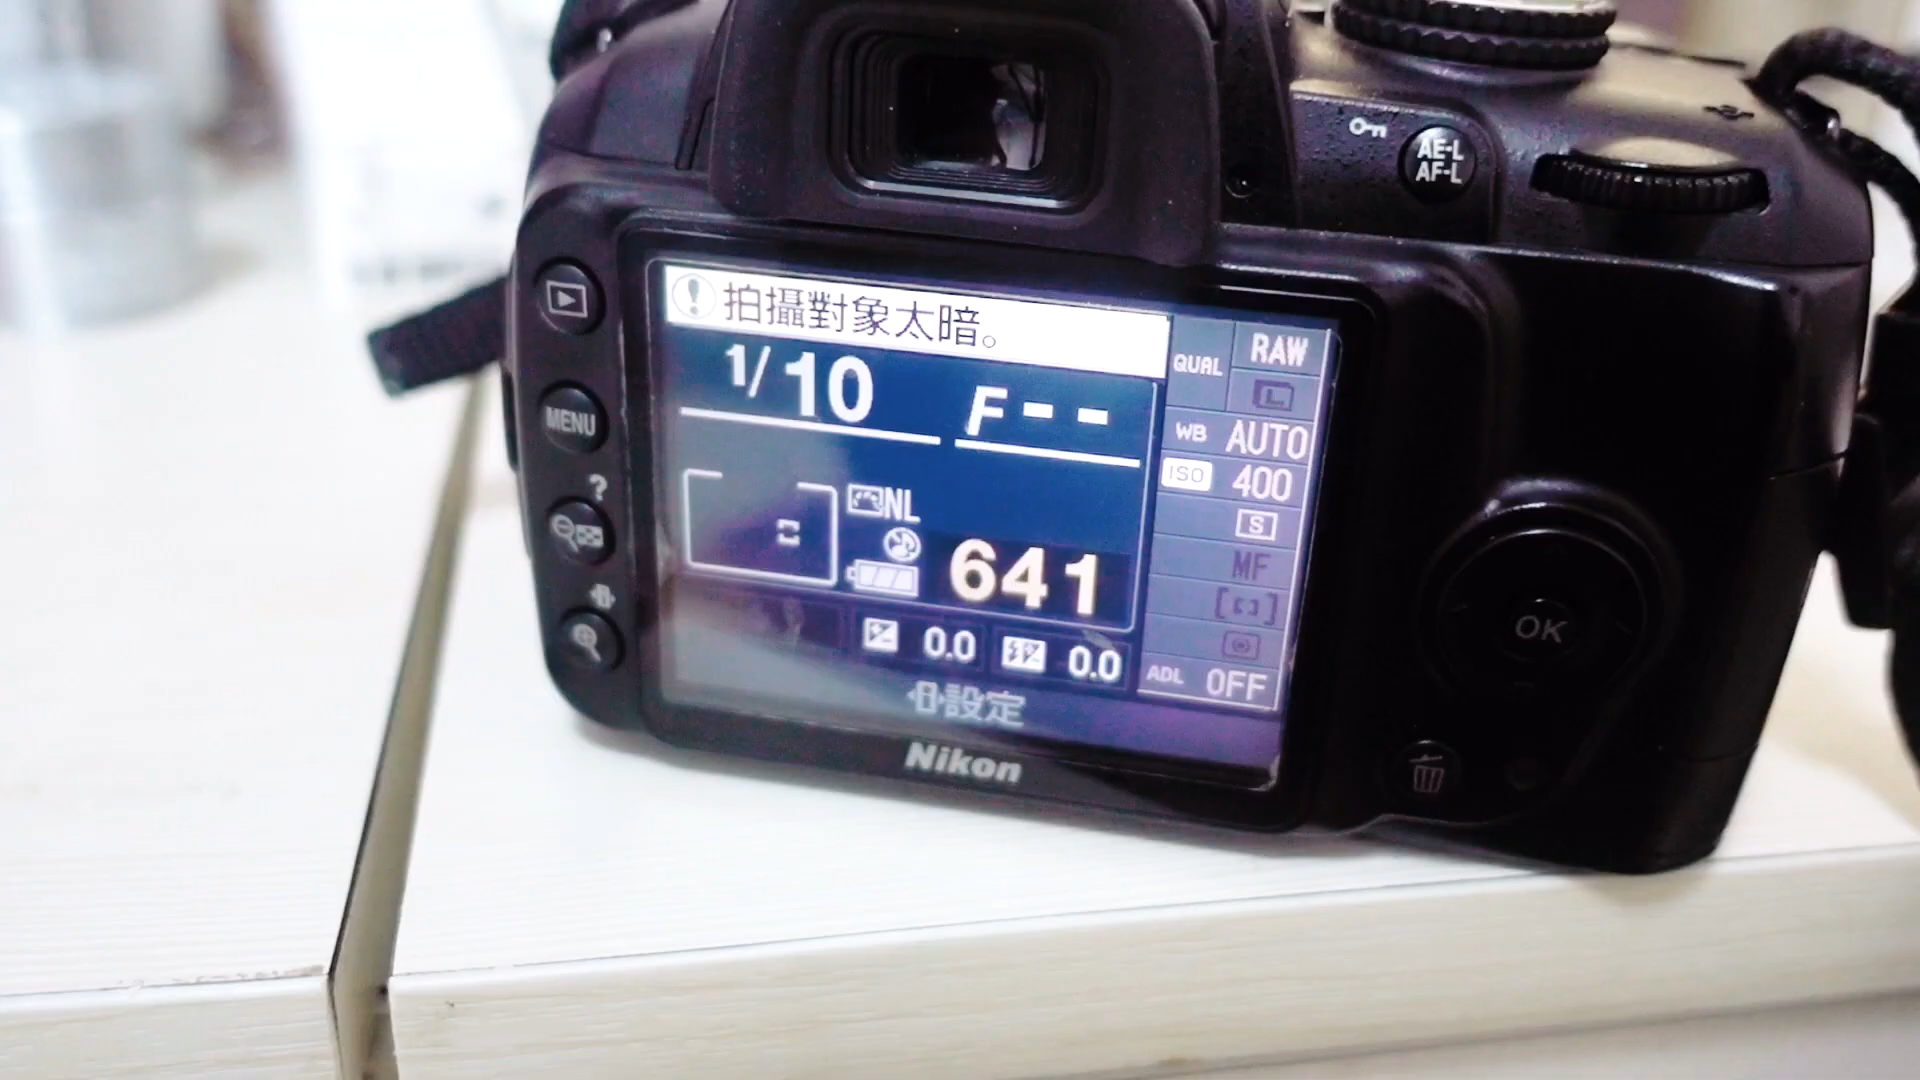 AE-L
AF-L
拍攝對象太暗。
1/10
F--
QUAL
RAW
L
WB
AUTO
ISO
400
S
MF
NL
641
0.0
0.0
ADL
OFF
設定
MENU
?
OK
Nikon